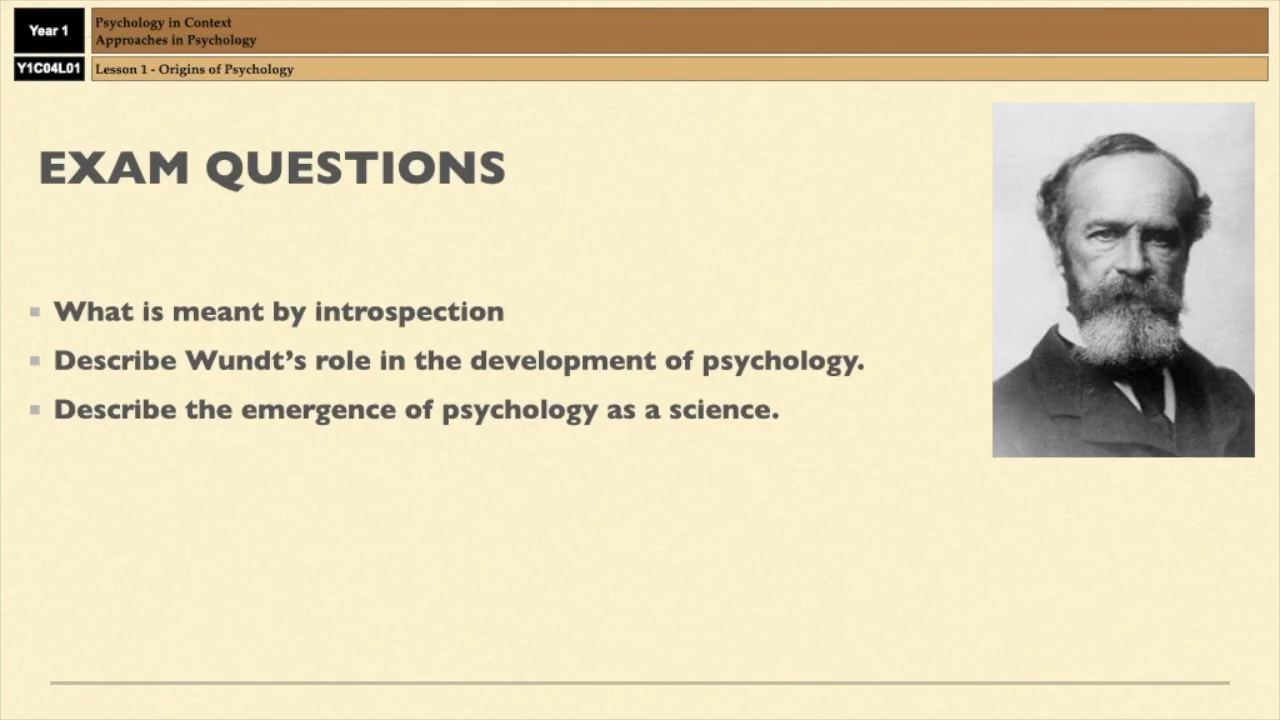 Year 1
Psychology in Context
Approaches in Psychology
Y1C04L01
Lesson 1 - Origins of Psychology
EXAM QUESTIONS
What is meant by introspection
Describe Wundt’s role in the development of psychology.
Describe the emergence of psychology as a science.